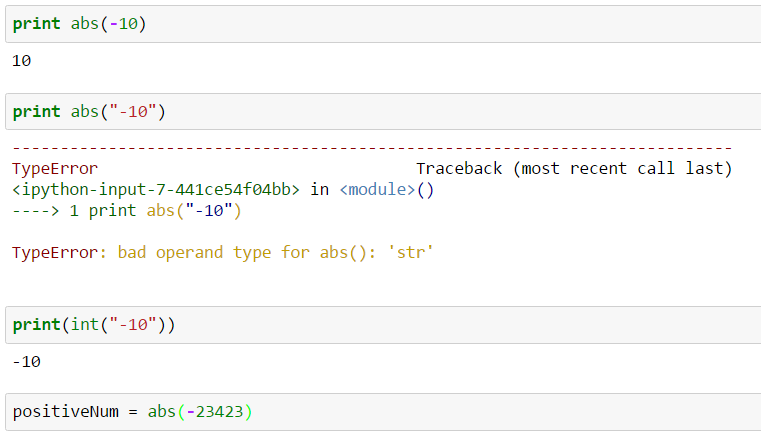 print abs(-10)
10
print abs("-10")
---------------------------------------------------------------------------
TypeError                                 Traceback (most recent call last)
<ipython-input-7-441ce54f04bb> in <module>()
----> 1 print abs("-10")
TypeError: bad operand type for abs(): 'str'
print(int("-10"))
-10
positiveNum = abs(-23423)